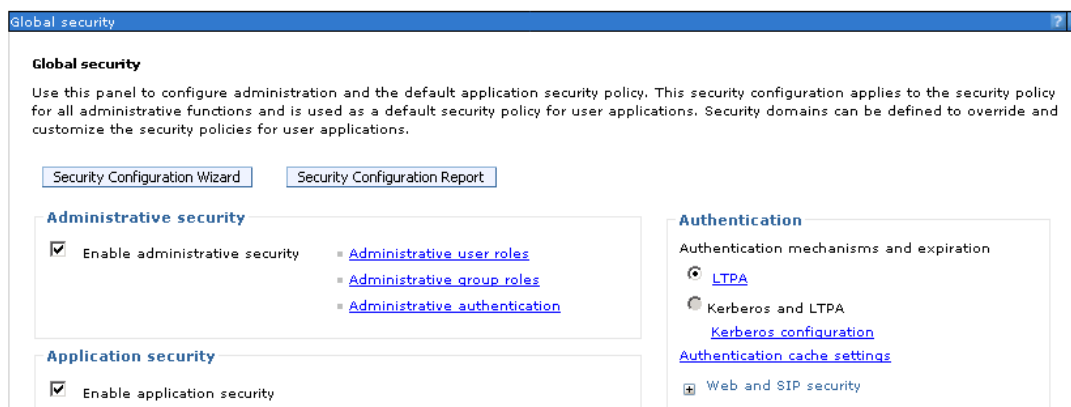 Global security
?
Global security
Use this panel to configure administration and the default application security policy. This security configuration applies to the security policy
for all administrative functions and is used as a default security policy for user applications. Security domains can be defined to override and
customize the security policies for user applications.
Security Configuration Wizard
Security Configuration Report
Administrative security
Enable administrative security
Administrative user roles
Administrative group roles
Administrative authentication
Application security
Enable application security
Authentication
Authentication mechanisms and expiration
LTPA
Kerberos and LTPA
Kerberos configuration
Authentication cache settings
Web and SIP security